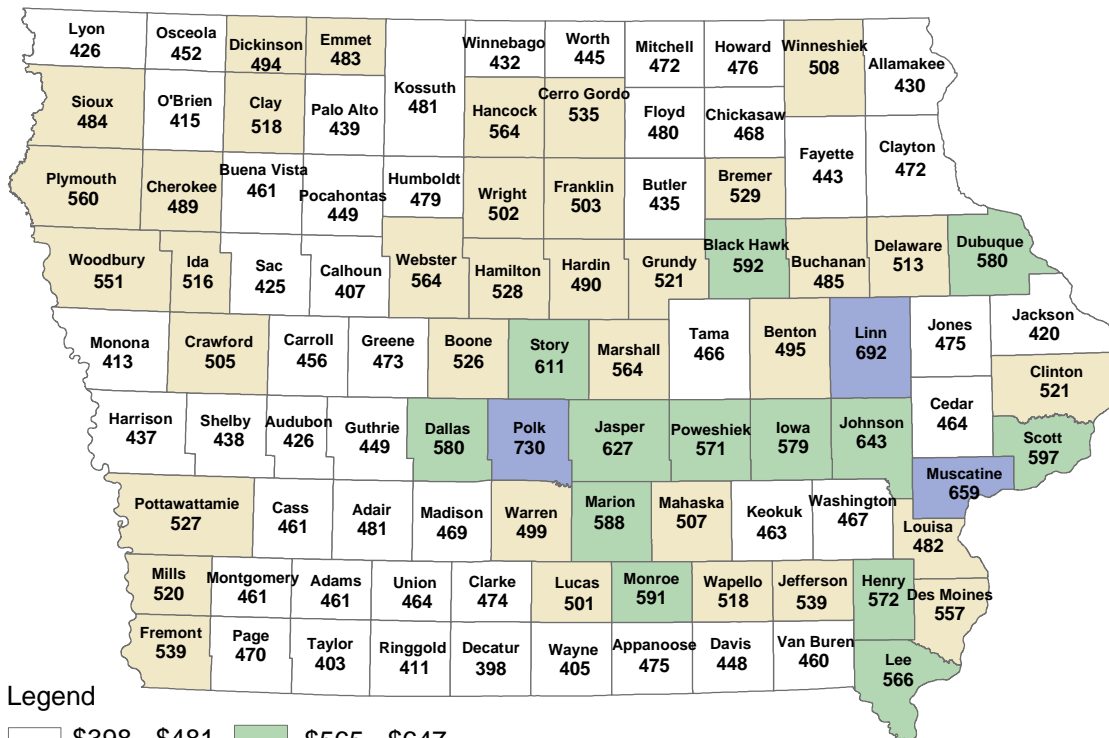 Lyon
426
Osceola
452
Dickinson
494
Emmet
483
Kossuth
481
Winnebago
432
Worth
445
Mitchell
472
Howard
476
Winneshiek
508
Allamakee
430
Sioux
484
O'Brien
415
Clay
518
Palo Alto
439
Hancock
564
Cerro Gordo
535
Floyd
480
Chickasaw
468
Fayette
443
Clayton
472
Plymouth
560
Cherokee
489
Buena Vista
461
Pocahontas
449
Humboldt
479
Wright
502
Franklin
503
Butler
435
Bremer
529
Woodbury
551
Ida
516
Sac
425
Calhoun
407
Webster
564
Hamilton
528
Hardin
490
Grundy
521
Black Hawk
592
Buchanan
485
Delaware
513
Dubuque
580
Monona
413
Crawford
505
Carroll
456
Greene
473
Boone
526
Story
611
Marshall
564
Tama
466
Benton
495
Linn
692
Jones
475
Jackson
420
Clinton
521
Harrison
437
Shelby
438
Audubon
426
Guthrie
449
Dallas
580
Polk
730
Jasper
627
Poweshiek
571
Iowa
579
Johnson
643
Cedar
464
Scott
597
Muscatine
659
Pottawattamie
527
Cass
461
Adair
481
Madison
469
Warren
499
Marion
588
Mahaska
507
Keokuk
463
Washington
467
Louisa
482
Mills
520
Montgomery
461
Adams
461
Union
464
Clarke
474
Lucas
501
Monroe
591
Wapello
518
Jefferson
539
Henry
572
Des Moines
557
Fremont
539
Page
470
Taylor
403
Ringgold
411
Decatur
398
Wayne
405
Appanoose
475
Davis
448
Van Buren
460
Lee
566
Legend
$398 - $481
$565 - $647